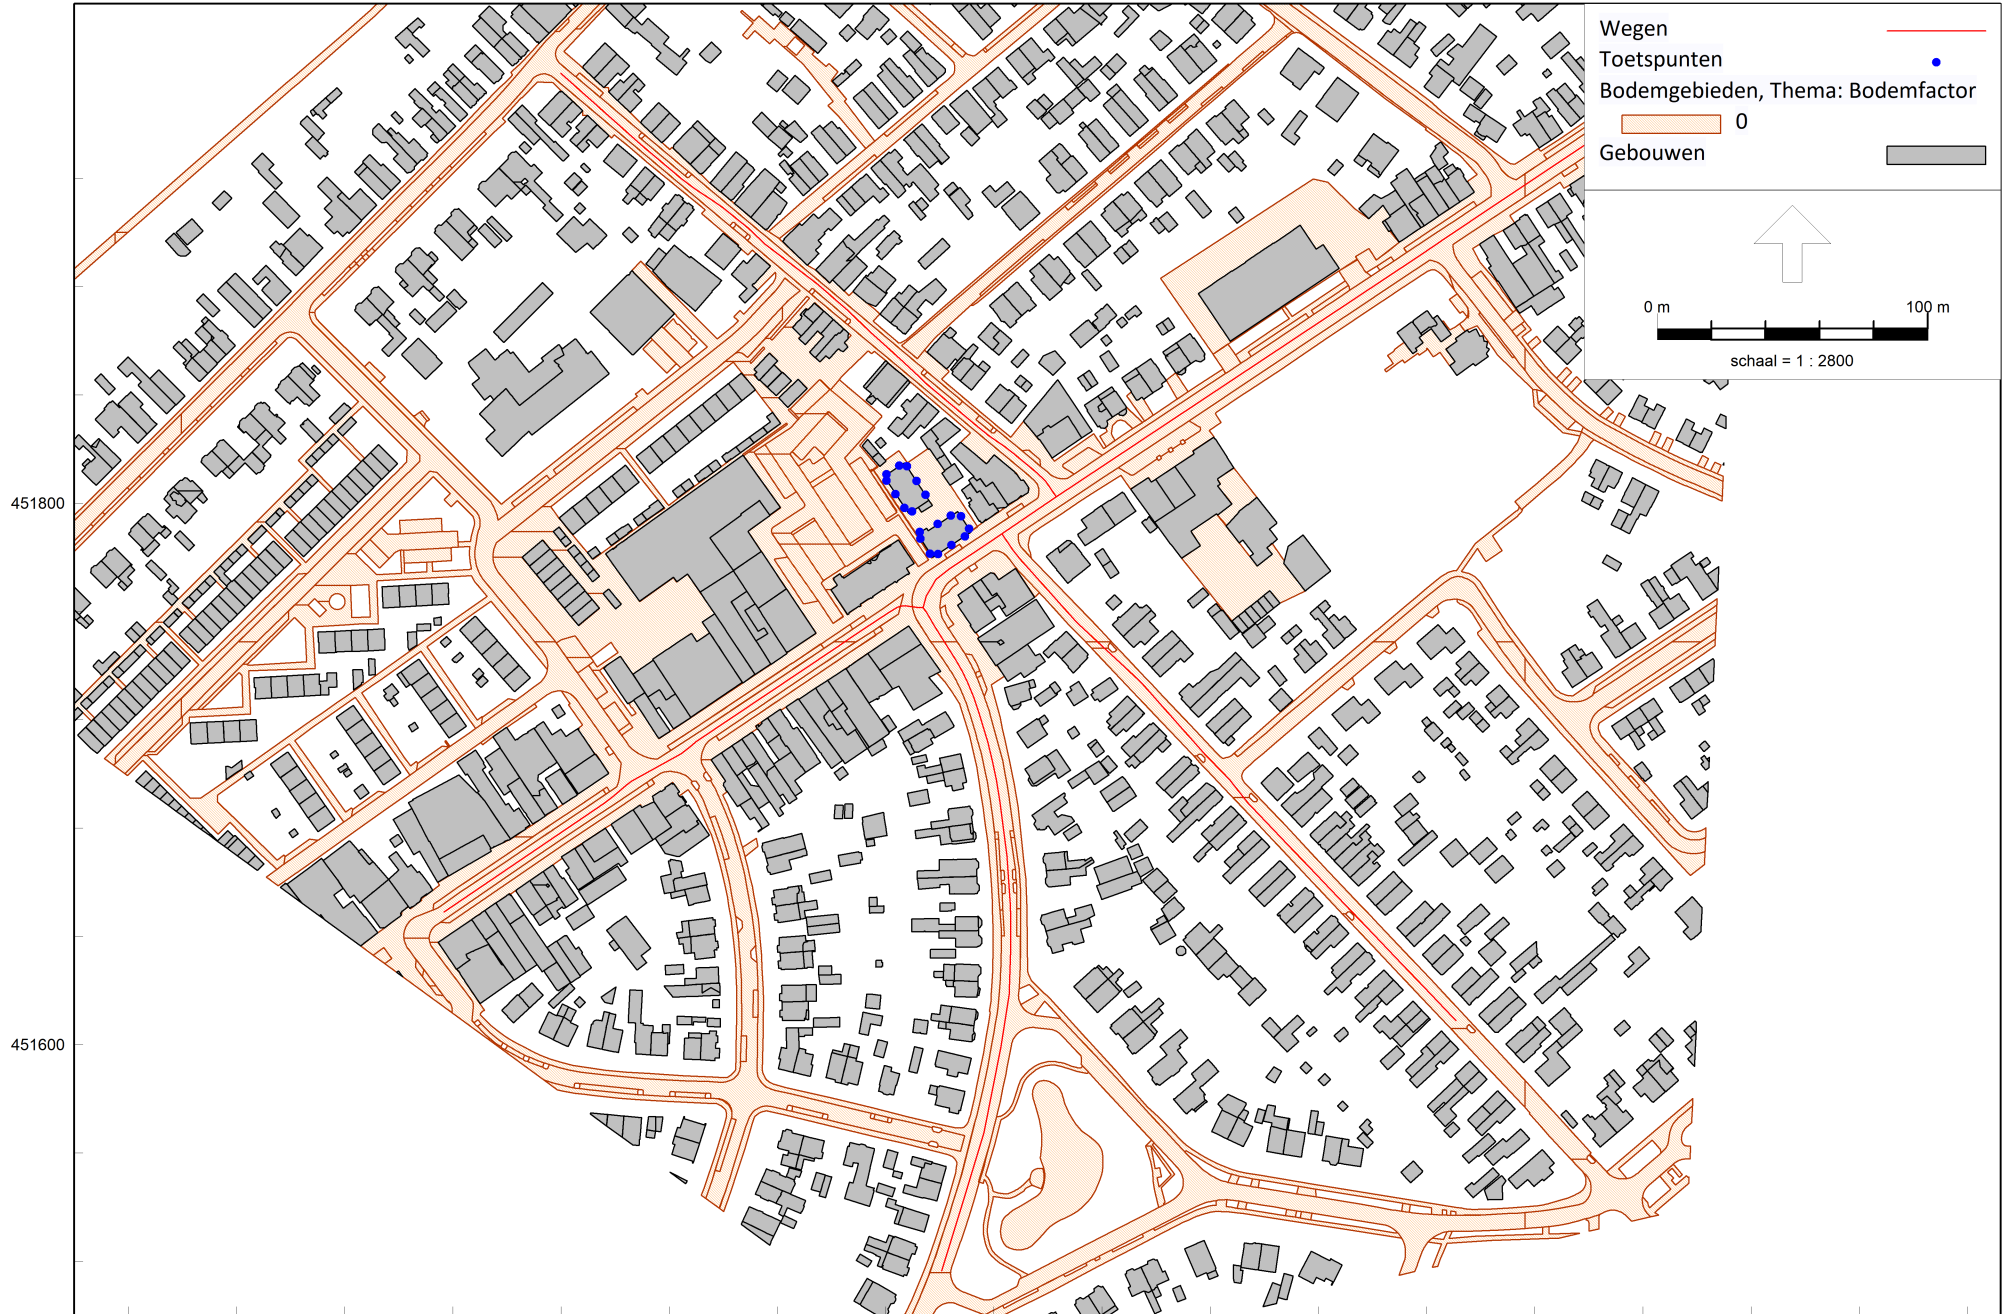 Wegen
Toetspunten
Bodemgebieden, Thema: Bodemfactor
0
Gebouwen
0 m 100 m
schaal = 1 : 2800
451800
451600